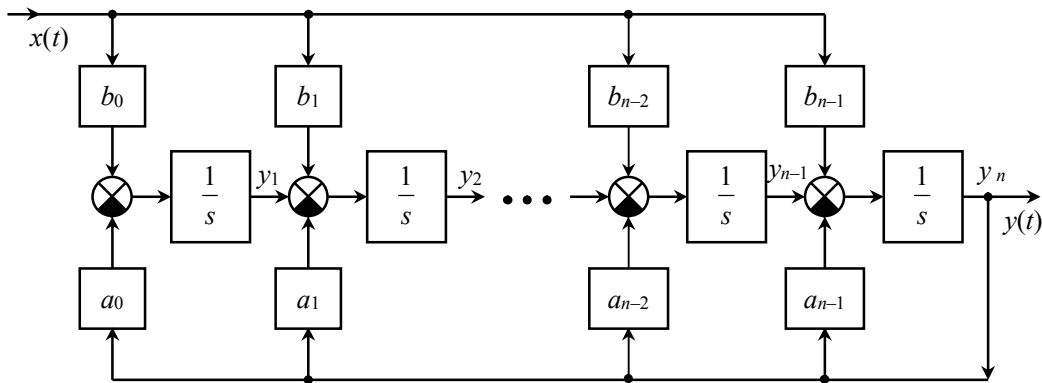 x(t)
b₀ b₁ bₙ₋₂ bₙ₋₁
1/s y₁ 1/s y₂ • • • 1/s yₙ₋₁ 1/s yₙ
y(t)
a₀ a₁ aₙ₋₂ aₙ₋₁